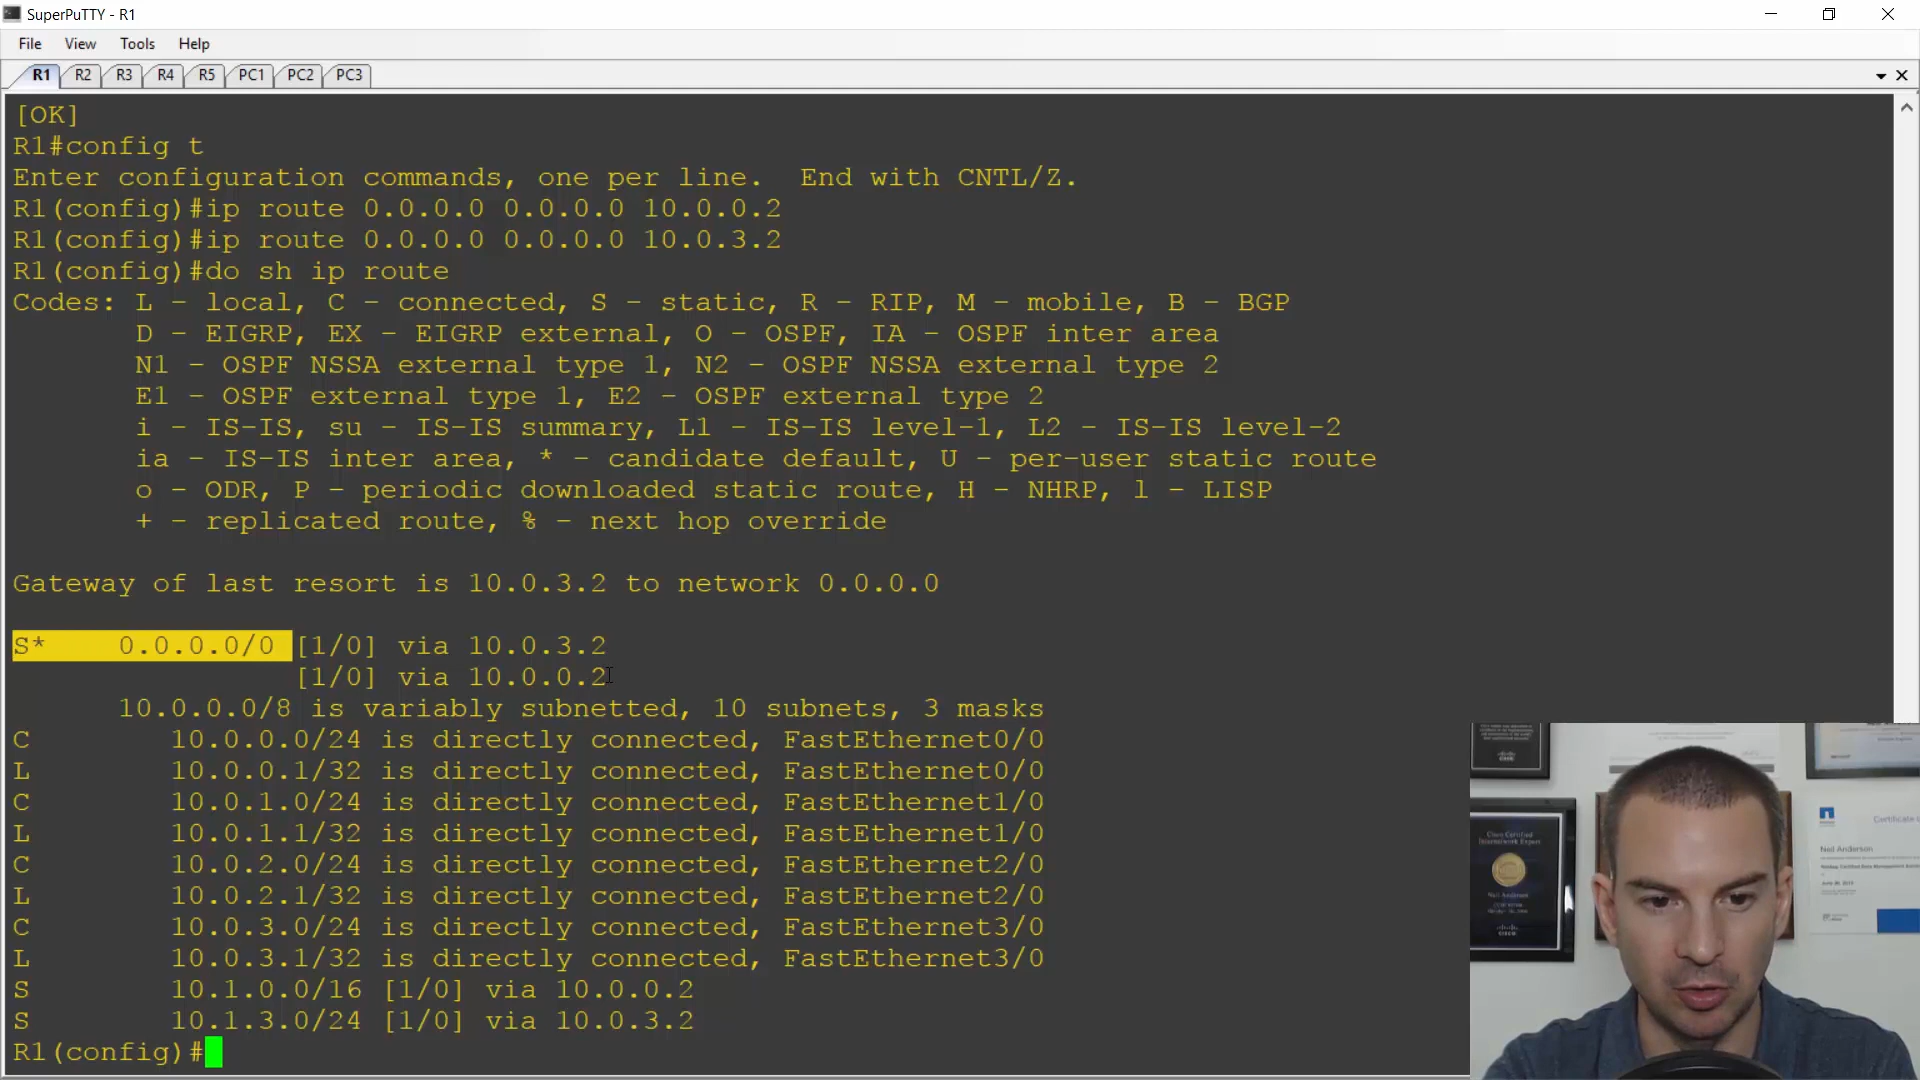 SuperPuTTY - R1
File View Tools Help
R1 R2 R3 R4 R5 PC1 PC2 PC3
[OK]
R1#config t
Enter configuration commands, one per line.  End with CNTL/Z.
R1(config)#ip route 0.0.0.0 0.0.0.0 10.0.0.2
R1(config)#ip route 0.0.0.0 0.0.0.0 10.0.3.2
R1(config)#do sh ip route
Codes: L - local, C - connected, S - static, R - RIP, M - mobile, B - BGP
       D - EIGRP, EX - EIGRP external, O - OSPF, IA - OSPF inter area
       N1 - OSPF NSSA external type 1, N2 - OSPF NSSA external type 2
       E1 - OSPF external type 1, E2 - OSPF external type 2
       i - IS-IS, su - IS-IS summary, L1 - IS-IS level-1, L2 - IS-IS level-2
       ia - IS-IS inter area, * - candidate default, U - per-user static route
       o - ODR, P - periodic downloaded static route, H - NHRP, l - LISP
       + - replicated route, % - next hop override
Gateway of last resort is 10.0.3.2 to network 0.0.0.0
S*    0.0.0.0/0 [1/0] via 10.0.3.2
                [1/0] via 10.0.0.2
      10.0.0.0/8 is variably subnetted, 10 subnets, 3 masks
C        10.0.0.0/24 is directly connected, FastEthernet0/0
L        10.0.0.1/32 is directly connected, FastEthernet0/0
C        10.0.1.0/24 is directly connected, FastEthernet1/0
L        10.0.1.1/32 is directly connected, FastEthernet1/0
C        10.0.2.0/24 is directly connected, FastEthernet2/0
L        10.0.2.1/32 is directly connected, FastEthernet2/0
C        10.0.3.0/24 is directly connected, FastEthernet3/0
L        10.0.3.1/32 is directly connected, FastEthernet3/0
S        10.1.0.0/16 [1/0] via 10.0.0.2
S        10.1.3.0/24 [1/0] via 10.0.3.2
R1(config)#
Cisco Certified
Internetwork Expert
Neil Anderson